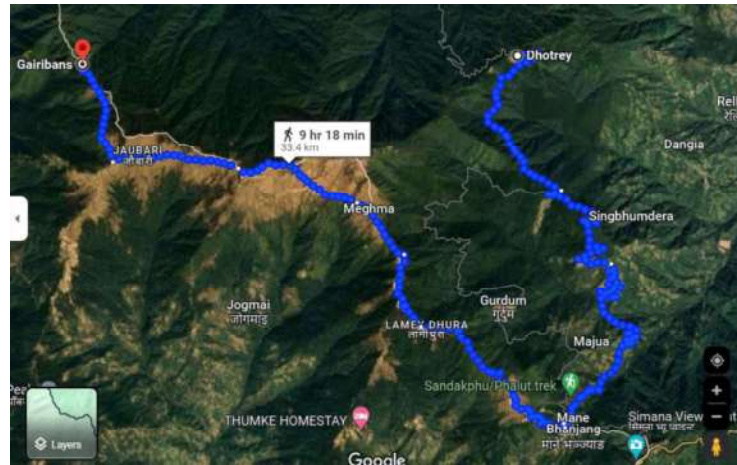 Gairibans
Dhotrey
9 hr 18 min
33.4 km
JAUBARI
जौबारी
Dangia
Meghma
Singbhumdera
Jogmai
जोगमाइ
Gurdum
गुर्दुम
LAMEY DHURA
Majua
Sandakphu/Phalut trek
THUMKE HOMESTAY
Mane
Bhanjang
माने भञ्ज्याङ
Simana View
Layers
Google